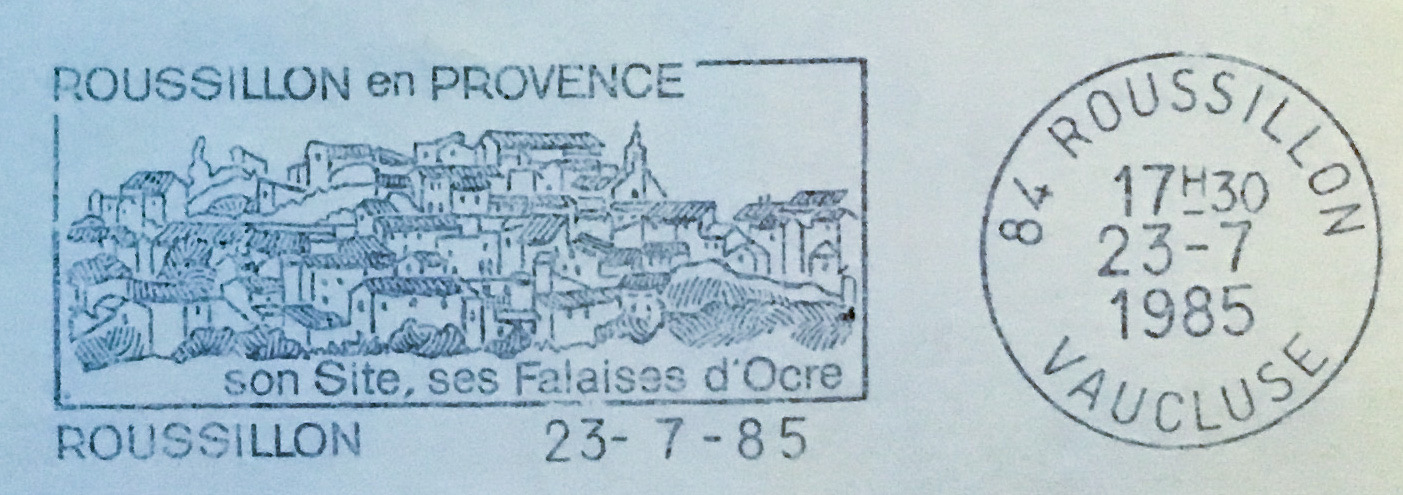 ROUSSILLON en PROVENCE
son Site, ses Falaises d'Ocre
ROUSSILLON 23-7-85
84 ROUSSILLON
17H30
23-7
1985
VAUCLUSE